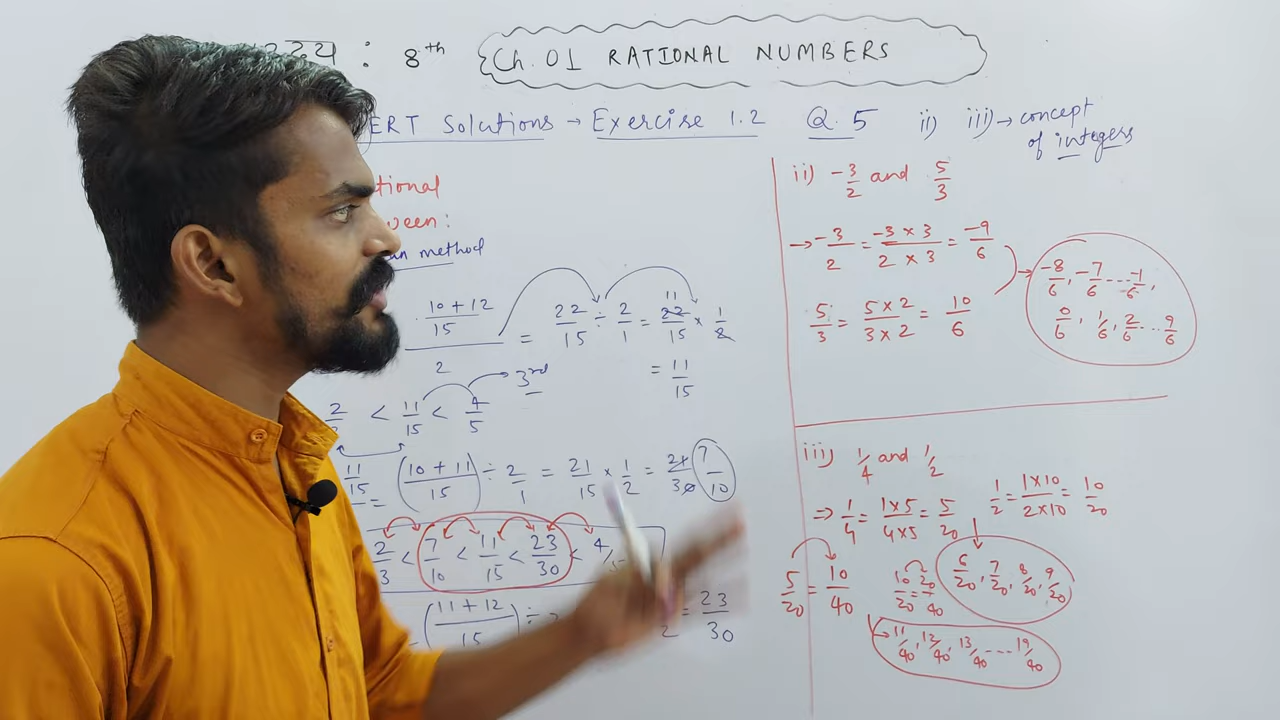 : 8th Ch. 01 RATIONAL NUMBERS
ERT Solutions → Exercise 1.2 Q. 5 ii) iii) → concept
of integers
tional
ween:
an method
10 + 12 / 15 / 2 = 22/15 ÷ 2/1 = 22/15 × 1/2
11
= 11/15
3rd
2/3 < 11/15 < 4/5
11/15 = (10 + 11 / 15) ÷ 2/1 = 21/15 × 1/2 = 21/30 7/10
2/3 < 7/10 < 11/15 < 23/30 < 4/
(11 + 12 / 15) ÷ 2 = 23/30
ii) -3/2 and 5/3
→ -3/2 = -3 × 3 / 2 × 3 = -9/6
5/3 = 5 × 2 / 3 × 2 = 10/6
→ -8/6, -7/6 .... -1/6,
0/6, 1/6, 2/6 ... 9/6
iii) 1/4 and 1/2
⇒ 1/4 = 1×5 / 4×5 = 5/20
1/2 = 1×10 / 2×10 = 10/20
6/20, 7/20, 8/20, 9/20
5/20 = 10/40
10/20 = 20/40
→ 11/40, 12/40, 13/40 .... 19/40